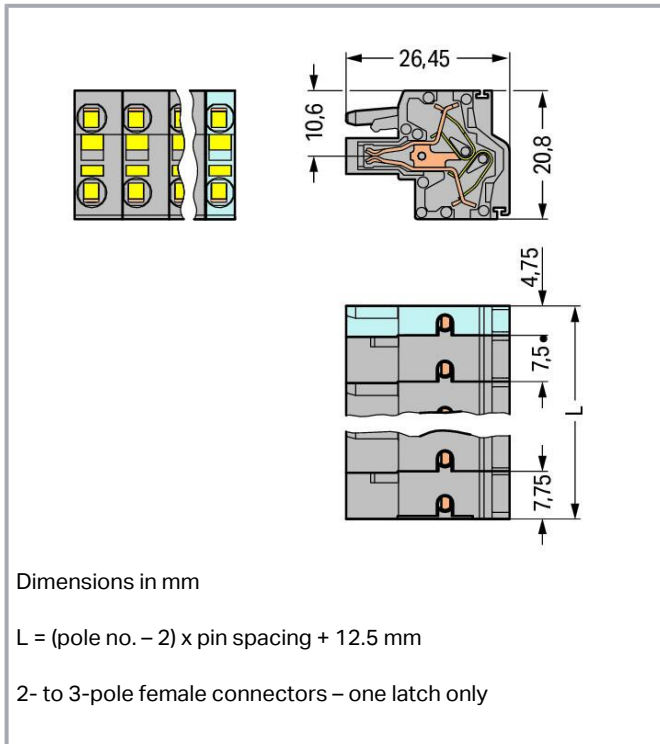 26,45
10,6
20,8
4,75
7,5•
L
7,75
Dimensions in mm
L = (pole no. – 2) x pin spacing + 12.5 mm
2- to 3-pole female connectors – one latch only